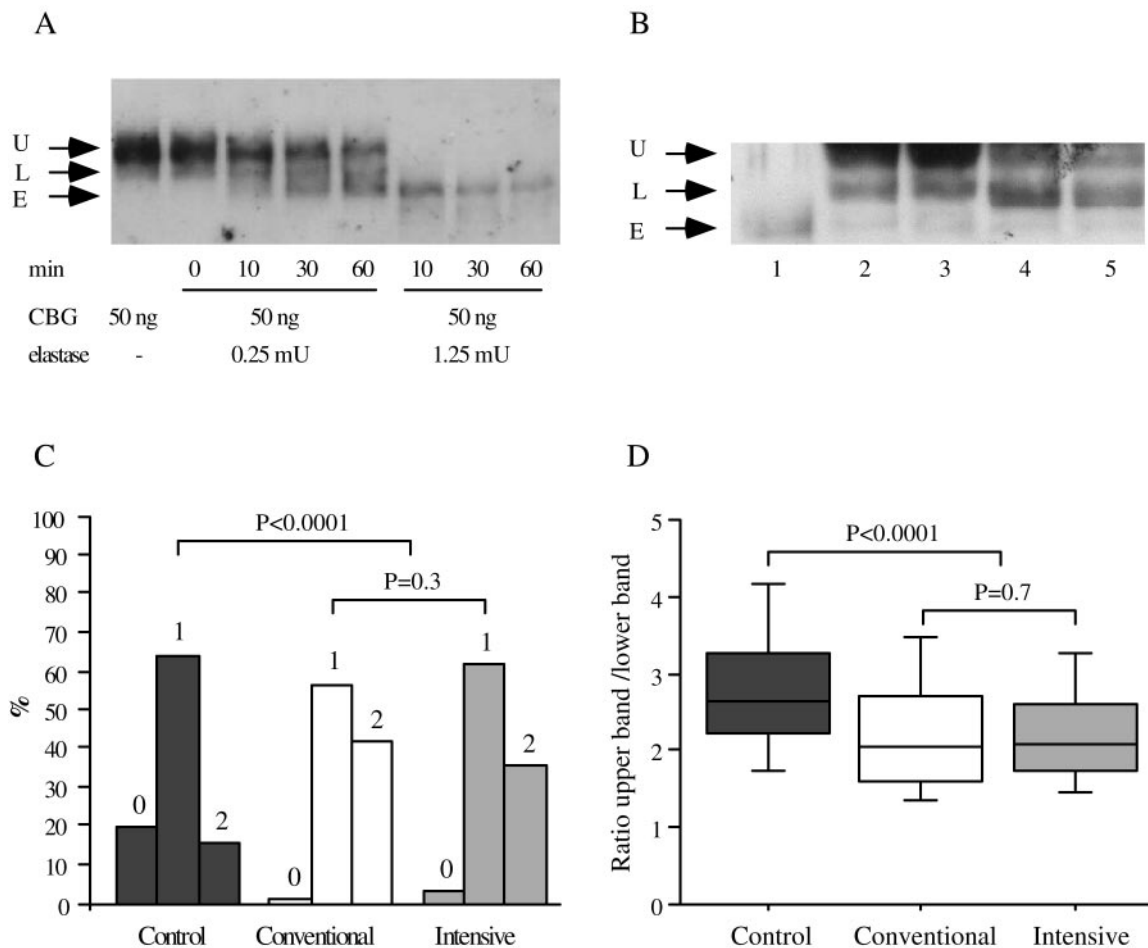 A
U
L
E
min 0 10 30 60 10 30 60
CBG 50 ng 50 ng 50 ng
elastase - 0.25 mU 1.25 mU
B
U
L
E
1 2 3 4 5
C
100
90
80
70
60
50
40
30
20
10
0
%
P<0.0001
P=0.3
0 1 2
0 1 2
0 1 2
Control Conventional Intensive
D
5
4
3
2
1
0
Ratio upper band /lower band
P<0.0001
P=0.7
Control Conventional Intensive